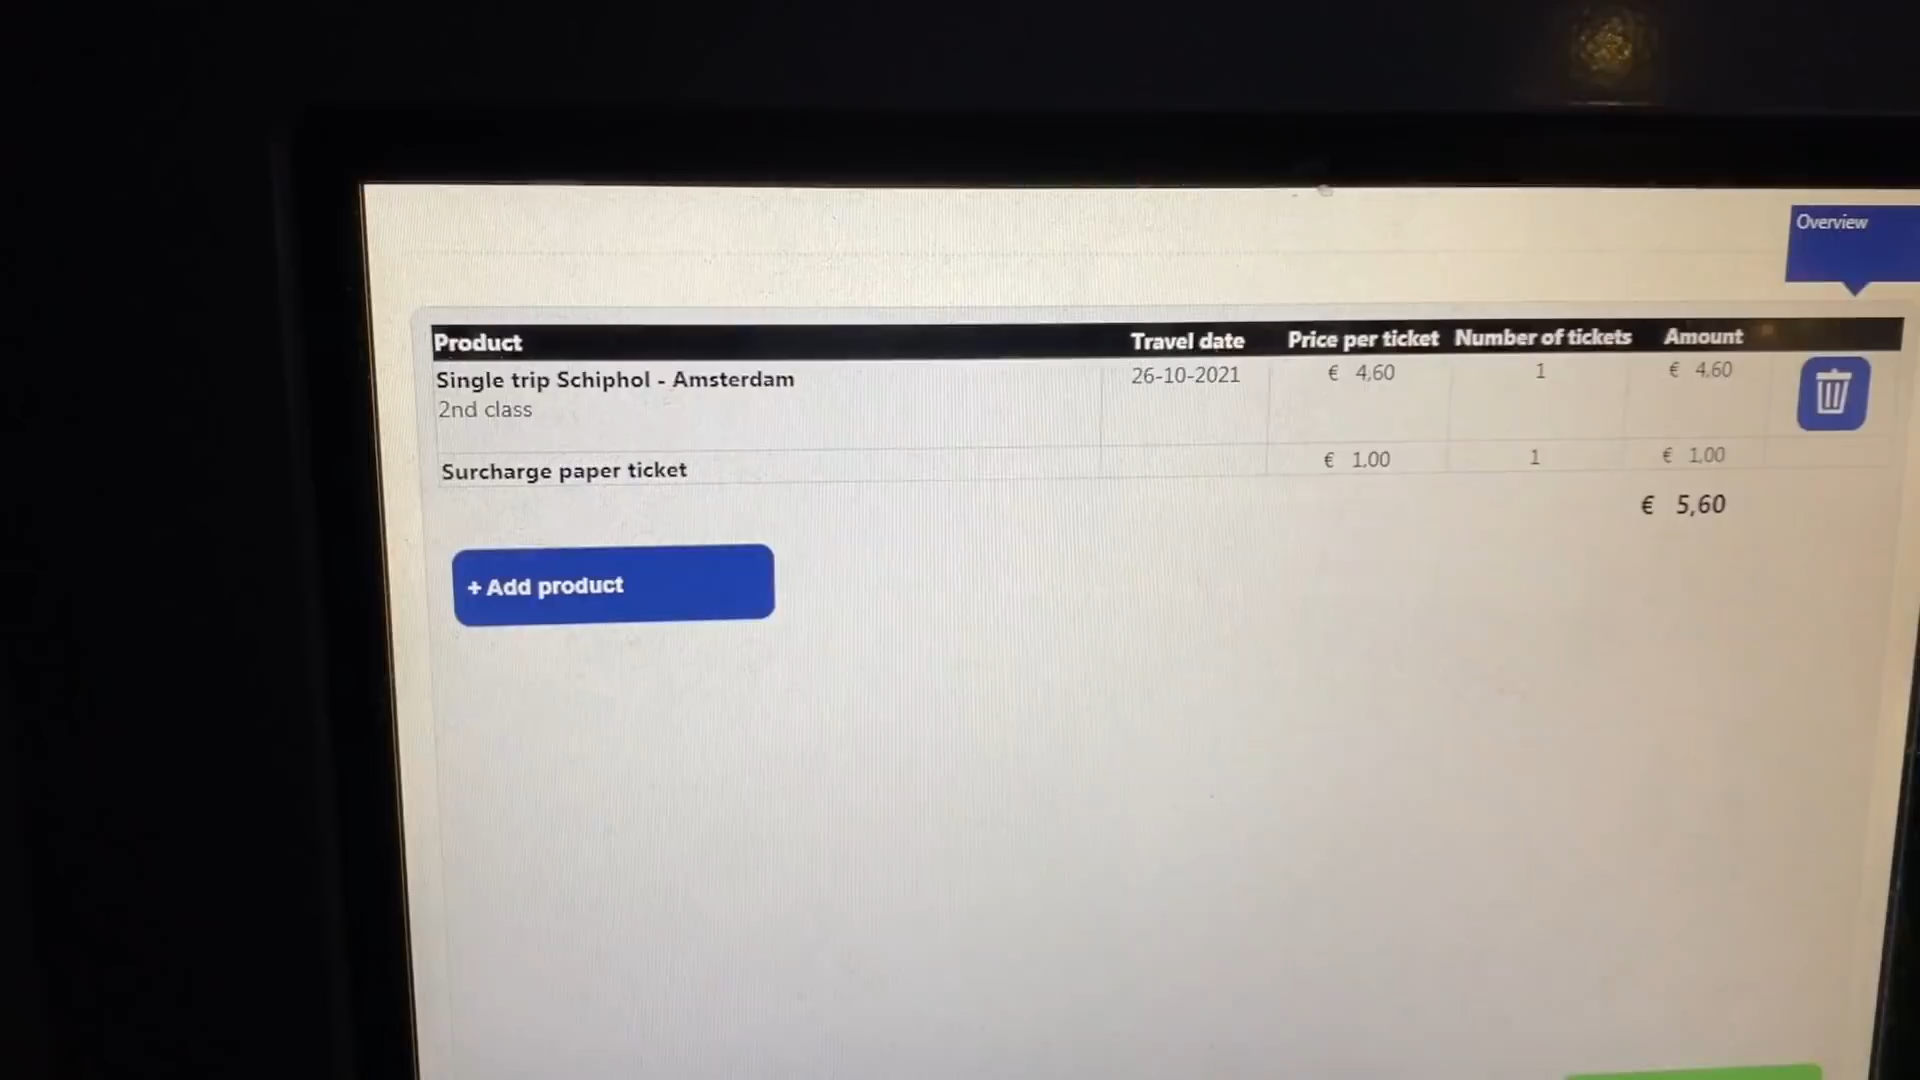 Overview
Product Travel date Price per ticket Number of tickets Amount
Single trip Schiphol - Amsterdam 26-10-2021 € 4,60 1 € 4,60
2nd class
Surcharge paper ticket € 1,00 1 € 1,00
€ 5,60
+ Add product